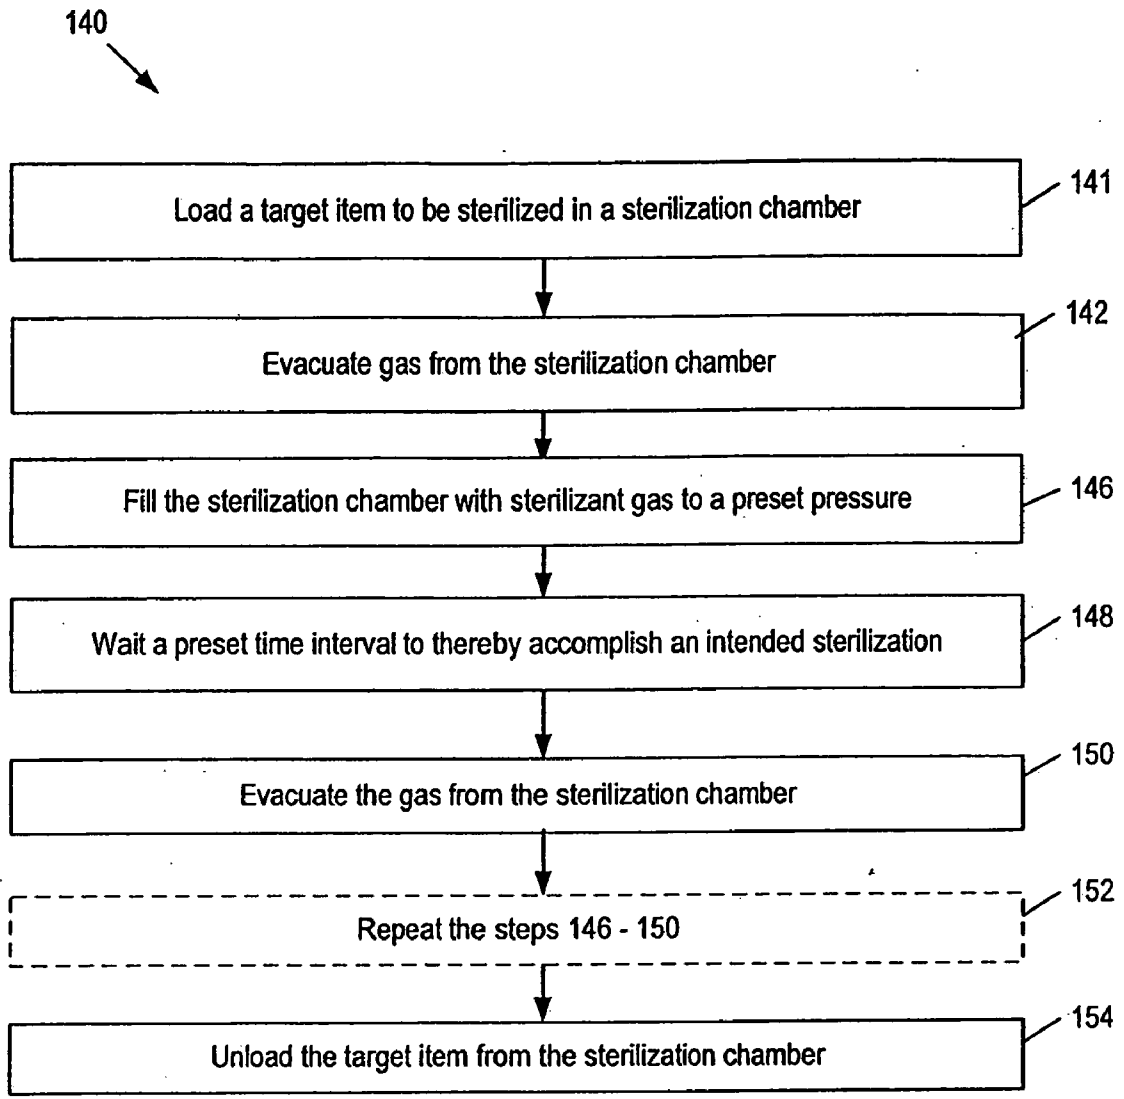 140
Load a target item to be sterilized in a sterilization chamber
141
Evacuate gas from the sterilization chamber
142
Fill the sterilization chamber with sterilizant gas to a preset pressure
146
Wait a preset time interval to thereby accomplish an intended sterilization
148
Evacuate the gas from the sterilization chamber
150
Repeat the steps 146 - 150
152
Unload the target item from the sterilization chamber
154